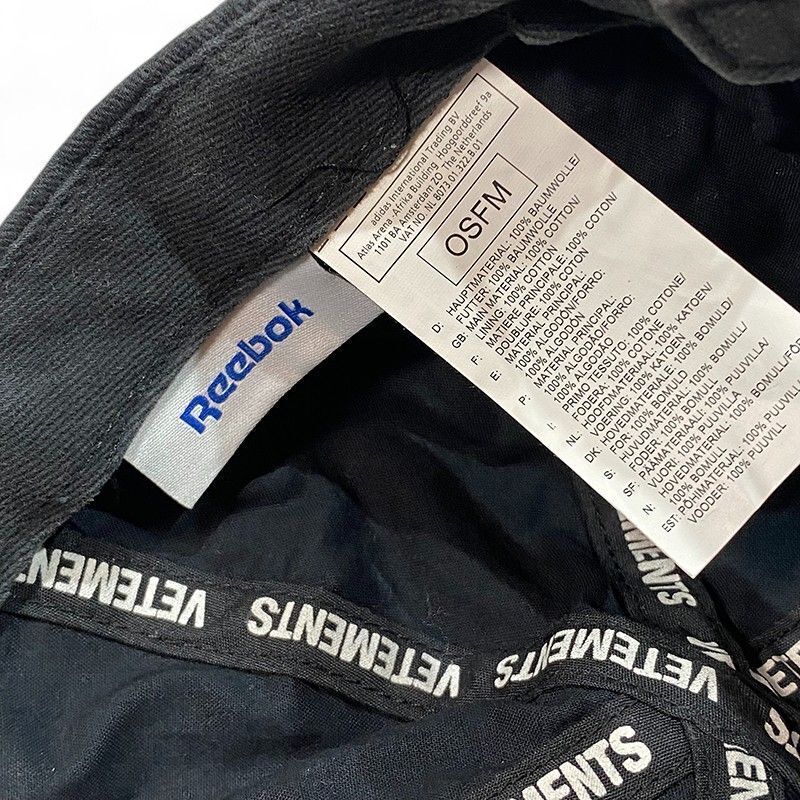 adidas International Trading BV
Atlas Arena -Afrika Building Hoogoorddreef 9a
1101 BA Amsterdam ZO The Netherlands
VAT NO: NL 8073 01.322.B.01
OSFM
D: HAUPTMATERIAL: 100% BAUMWOLLE/
FUTTER: 100% BAUMWOLLE
GB: MAIN MATERIAL: 100% COTTON/
LINING: 100% COTTON
F: MATIERE PRINCIPALE: 100% COTON/
DOUBLURE: 100% COTON
E: MATERIAL PRINCIPAL:
100% ALGODÓN/FORRO:
100% ALGODÓN
P: MATERIAL PRINCIPAL:
100% ALGODÃO/FORRO:
100% ALGODÃO
I: PRIMO TESSUTO: 100% COTONE/
FODERA: 100% COTONE
NL: VOORMATERIAAL: 100% KATOEN/
VOERING: 100% KATOEN
DK: HOVEDMATERIALE: 100% BOMULD/
FOR: 100% BOMULD
S: HUVUDMATERIAL: 100% BOMULL/
FODER: 100% BOMULL
SF: PÄÄMATERIAALI: 100% PUUVILLA/
VUORI: 100% PUUVILLA
N: HOVEDMATERIAL: 100% BOMULL/FÔR
100% BOMULL
EST: PÕHIMATERJAL: 100% PUUVILL/
VOODER: 100% PUUVILL
Reebok
VETEMENTS
VETEMENTS
VETEMENTS
VETEMENTS